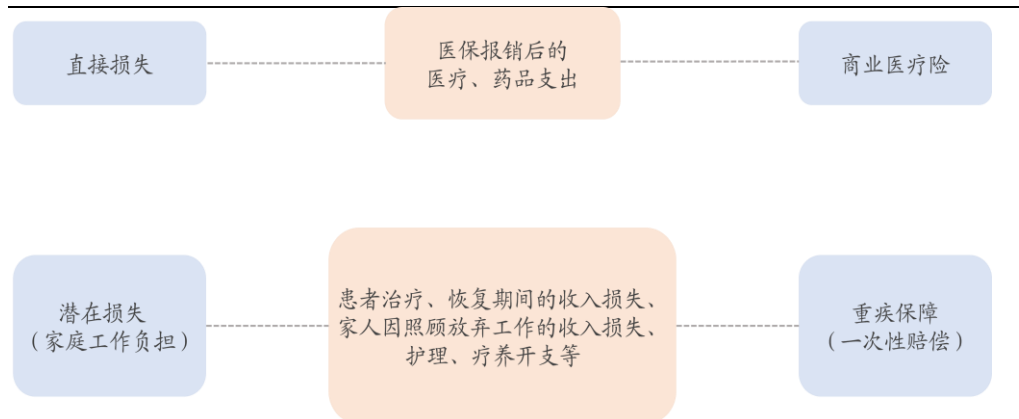 直接损失
医保报销后的
医疗、药品支出
商业医疗险
潜在损失
（家庭工作负担）
患者治疗、恢复期间的收入损失、
家人因照顾放弃工作的收入损失、
护理、疗养开支等
重疾保障
（一次性赔偿）